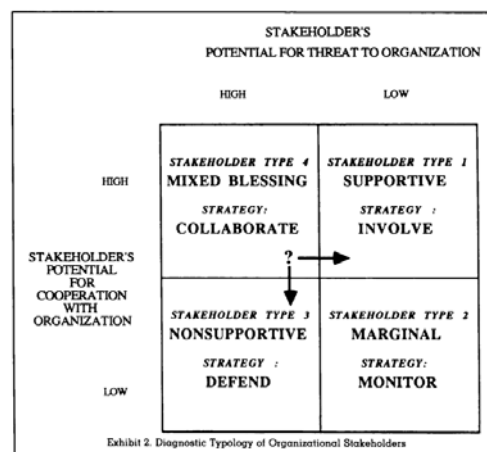 STAKEHOLDER'S
POTENTIAL FOR THREAT TO ORGANIZATION
HIGH
LOW
HIGH
STAKEHOLDER TYPE 4
MIXED BLESSING
STRATEGY:
COLLABORATE
STAKEHOLDER TYPE 1
SUPPORTIVE
STRATEGY :
INVOLVE
?
STAKEHOLDER'S
POTENTIAL
FOR
COOPERATION
WITH
ORGANIZATION
STAKEHOLDER TYPE 3
NONSUPPORTIVE
STRATEGY :
DEFEND
STAKEHOLDER TYPE 2
MARGINAL
STRATEGY:
MONITOR
LOW
Exhibit 2. Diagnostic Typology of Organizational Stakeholders